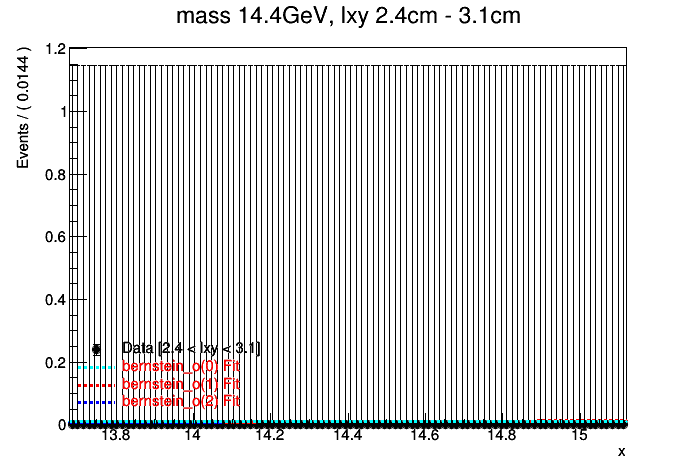 mass 14.4GeV, lxy 2.4cm - 3.1cm
Events / ( 0.0144 )
1.2
1
0.8
0.6
0.4
0.2
0
Data [2.4 < lxy < 3.1]
bernstein_o(0) Fit
bernstein_o(1) Fit
bernstein_o(2) Fit
13.8 14 14.2 14.4 14.6 14.8 15
x